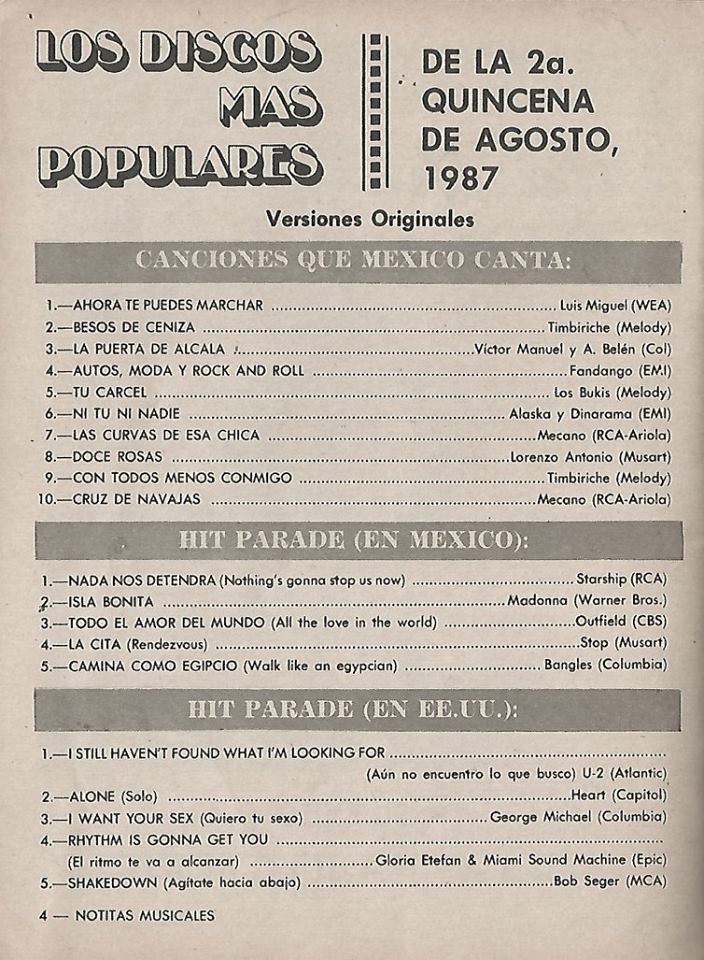 LOS DISCOS
MAS
POPULARES
DE LA 2a.
QUINCENA
DE AGOSTO,
1987
Versiones Originales
CANCIONES QUE MEXICO CANTA:
1.—AHORA TE PUEDES MARCHAR ........ Luis Miguel (WEA)
2.—BESOS DE CENIZA ........ Timbiriche (Melody)
3.—LA PUERTA DE ALCALA ........ Víctor Manuel y A. Belén (Col)
4.—AUTOS, MODA Y ROCK AND ROLL ........ Fandango (EMI)
5.—TU CARCEL ........ Los Bukis (Melody)
6.—NI TU NI NADIE ........ Alaska y Dinarama (EMI)
7.—LAS CURVAS DE ESA CHICA ........ Mecano (RCA-Ariola)
8.—DOCE ROSAS ........ Lorenzo Antonio (Musart)
9.—CON TODOS MENOS CONMIGO ........ Timbiriche (Melody)
10.—CRUZ DE NAVAJAS ........ Mecano (RCA-Ariola)
HIT PARADE (EN MEXICO):
1.—NADA NOS DETENDRA (Nothing's gonna stop us now) ........ Starship (RCA)
2.—ISLA BONITA ........ Madonna (Warner Bros.)
3.—TODO EL AMOR DEL MUNDO (All the love in the world) ........ Outfield (CBS)
4.—LA CITA (Rendezvous) ........ Stop (Musart)
5.—CAMINA COMO EGIPCIO (Walk like an egypcian) ........ Bangles (Columbia)
HIT PARADE (EN EE.UU.):
1.—I STILL HAVEN'T FOUND WHAT I'M LOOKING FOR ........
(Aún no encuentro lo que busco) U-2 (Atlantic)
2.—ALONE (Solo) ........ Heart (Capitol)
3.—I WANT YOUR SEX (Quiero tu sexo) ........ George Michael (Columbia)
4.—RHYTHM IS GONNA GET YOU ........
(El ritmo te va a alcanzar) ........ Gloria Etefan & Miami Sound Machine (Epic)
5.—SHAKEDOWN (Agítate hacia abajo) ........ Bob Seger (MCA)
4 — NOTITAS MUSICALES